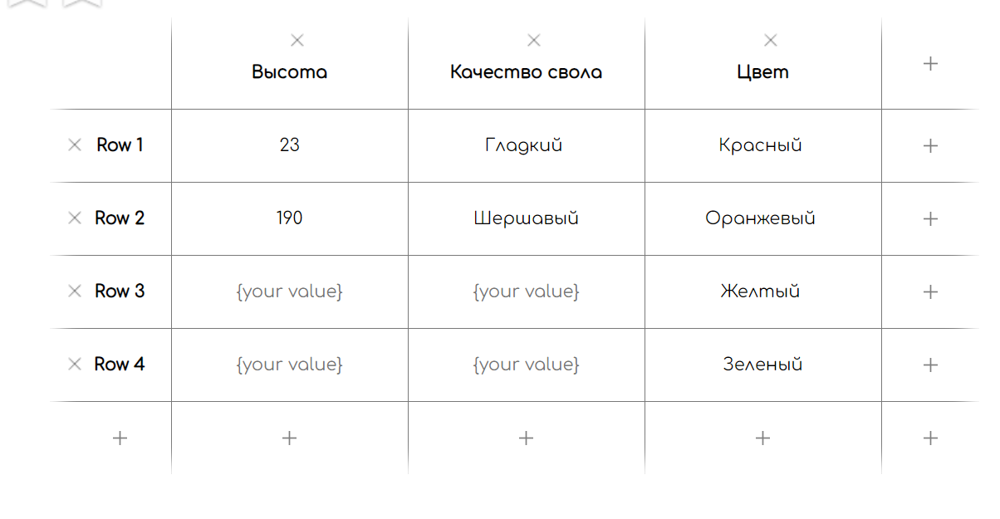 Высота Качество свола Цвет
Row 1 23 Гладкий Красный
Row 2 190 Шершавый Оранжевый
Row 3 {your value} {your value} Желтый
Row 4 {your value} {your value} Зеленый